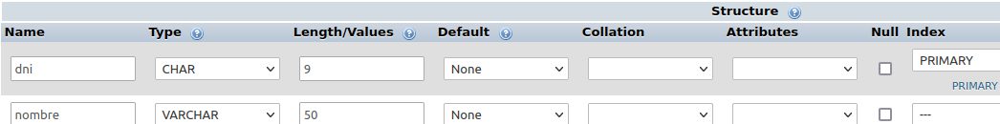 Structure
Name Type Length/Values Default Collation Attributes Null Index
dni CHAR 9 None PRIMARY
PRIMARY
nombre VARCHAR 50 None ---